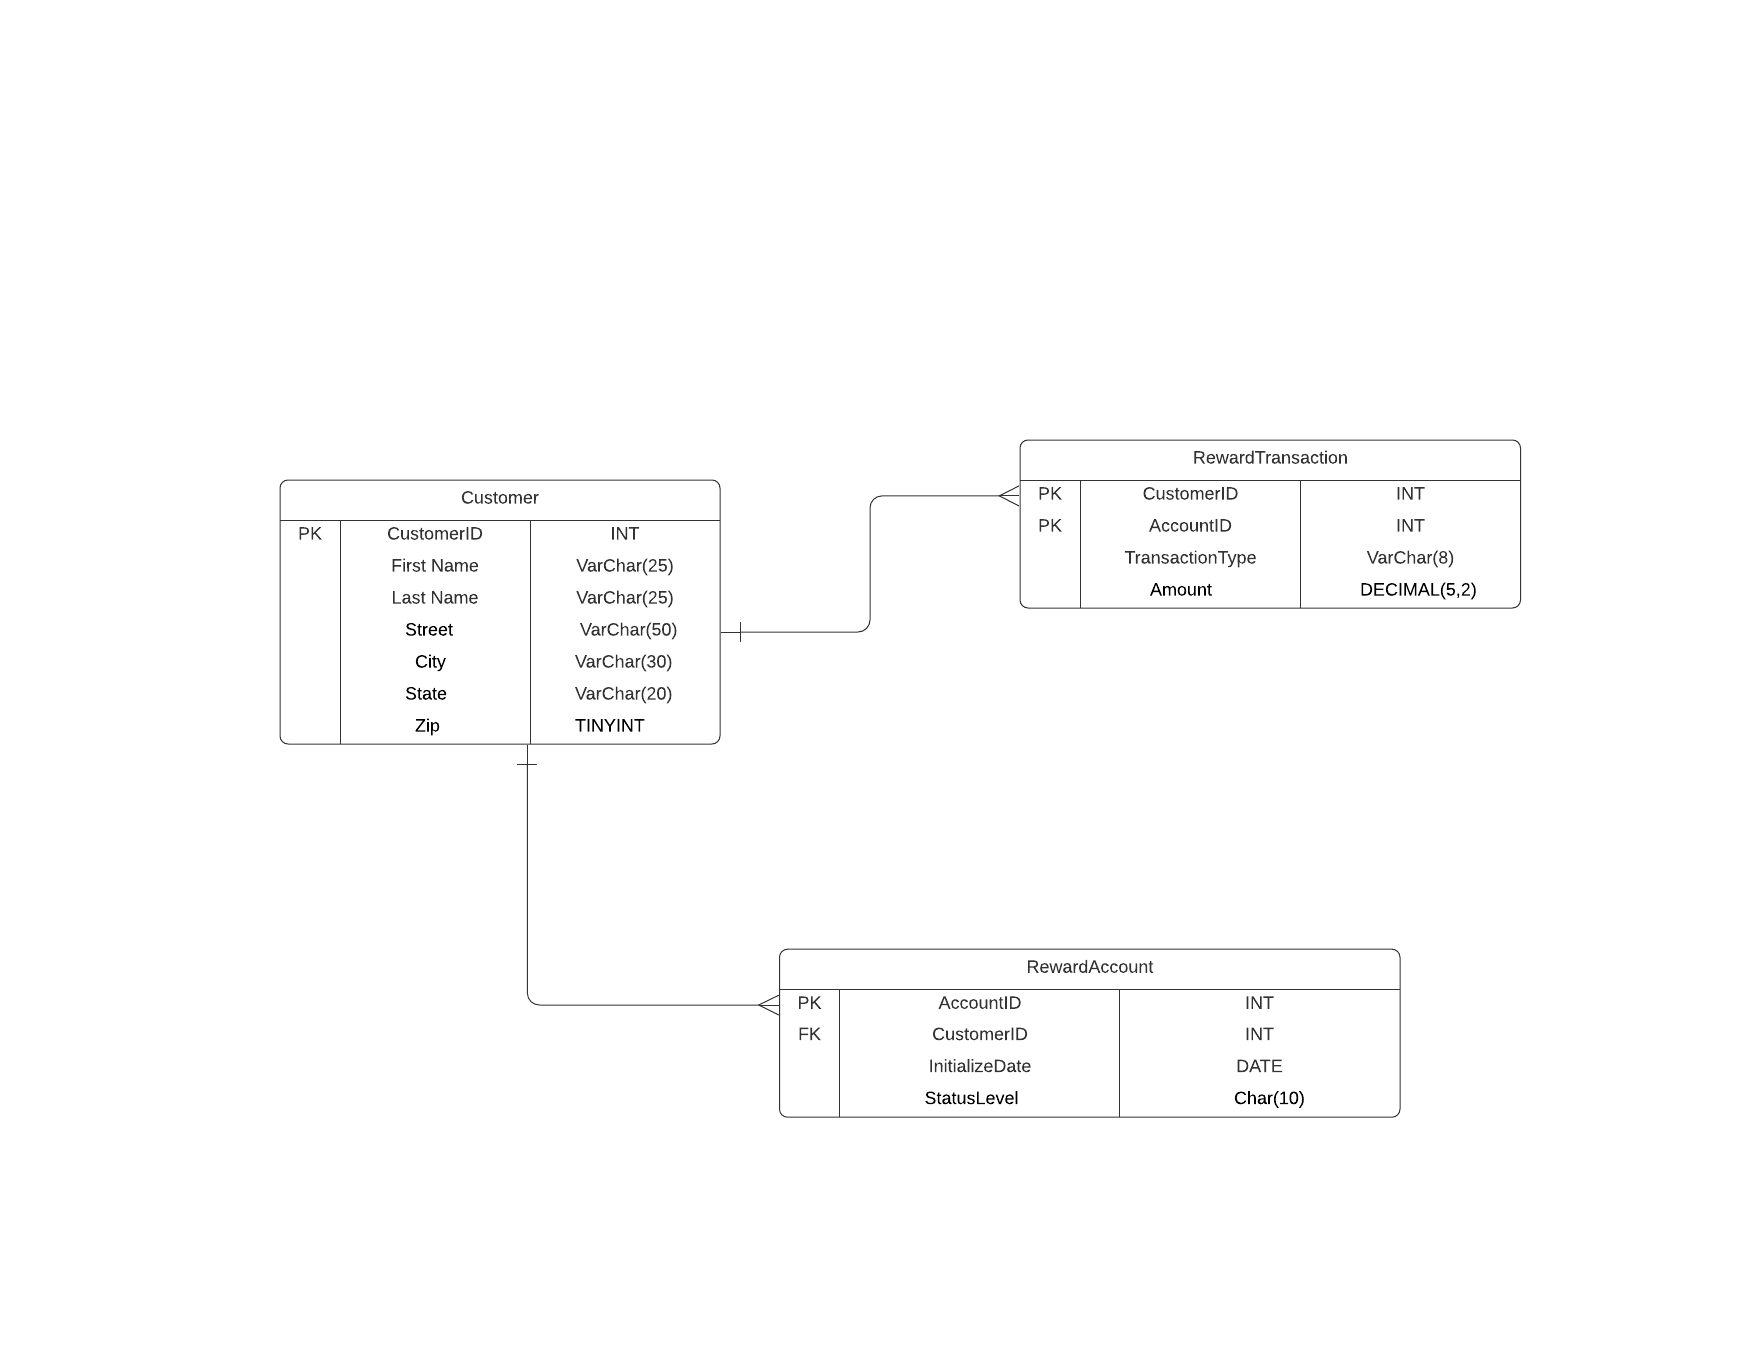 Customer
PK CustomerID INT
First Name VarChar(25)
Last Name VarChar(25)
Street VarChar(50)
City VarChar(30)
State VarChar(20)
Zip TINYINT
RewardTransaction
PK CustomerID INT
PK AccountID INT
TransactionType VarChar(8)
Amount DECIMAL(5,2)
RewardAccount
PK AccountID INT
FK CustomerID INT
InitializeDate DATE
StatusLevel Char(10)